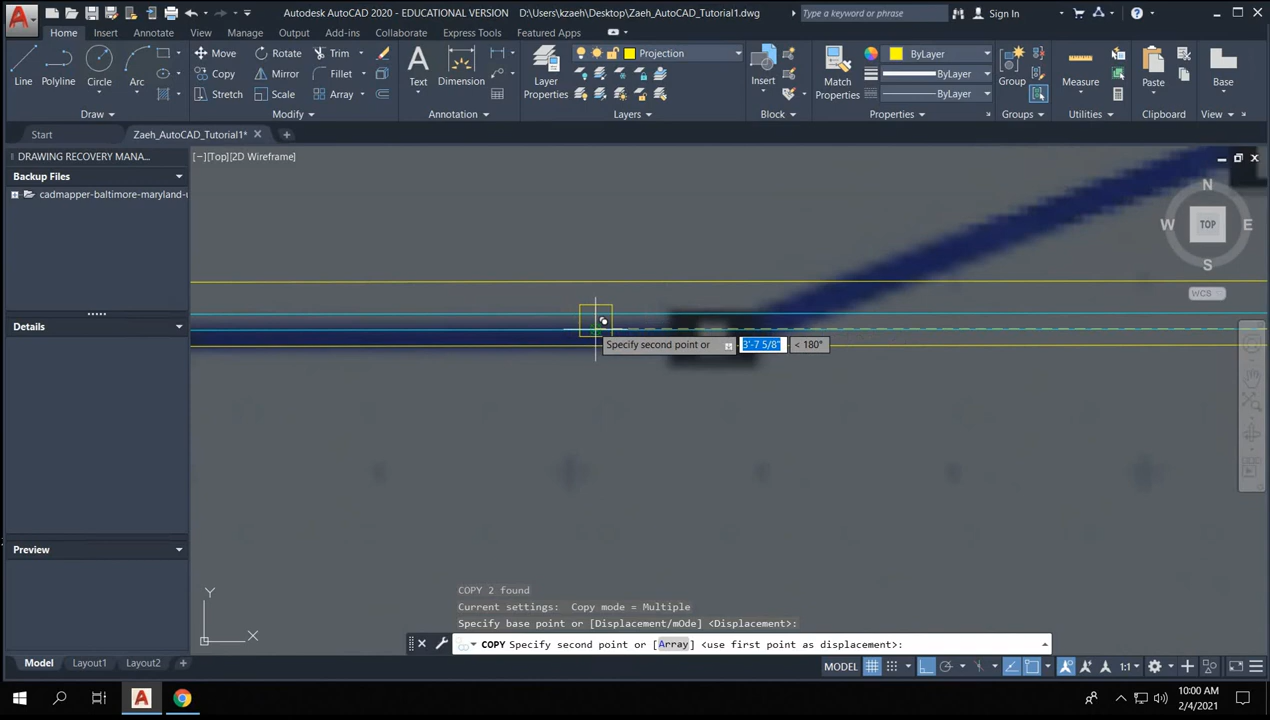 Autodesk AutoCAD 2020 - EDUCATIONAL VERSION D:\Users\kzaeh\Desktop\Zaeh_AutoCAD_Tutorial1.dwg
Type a keyword or phrase
Sign In
Home Insert Annotate View Manage Output Add-ins Collaborate Express Tools Featured Apps
Line Polyline Circle Arc
Move Rotate Trim
Copy Mirror Fillet
Stretch Scale Array
Text Dimension
Layer Properties
Projection
Insert
Match Properties
ByLayer
ByLayer
ByLayer
Group
Measure
Paste
Base
Draw Modify Annotation Layers Block Properties Groups Utilities Clipboard View
Start Zaeh_AutoCAD_Tutorial1*
DRAWING RECOVERY MANA...
[−][Top][2D Wireframe]
Backup Files
cadmapper-baltimore-maryland-u
N
W TOP E
S
WCS
Details
Specify second point or 3'-7 5/8" < 180°
Preview
COPY 2 found
Current settings: Copy mode = Multiple
Specify base point or [Displacement/mOde] <Displacement>:
Y
X
COPY Specify second point or [Array] <use first point as displacement>:
Model Layout1 Layout2
MODEL
1:1
10:00 AM
2/4/2021